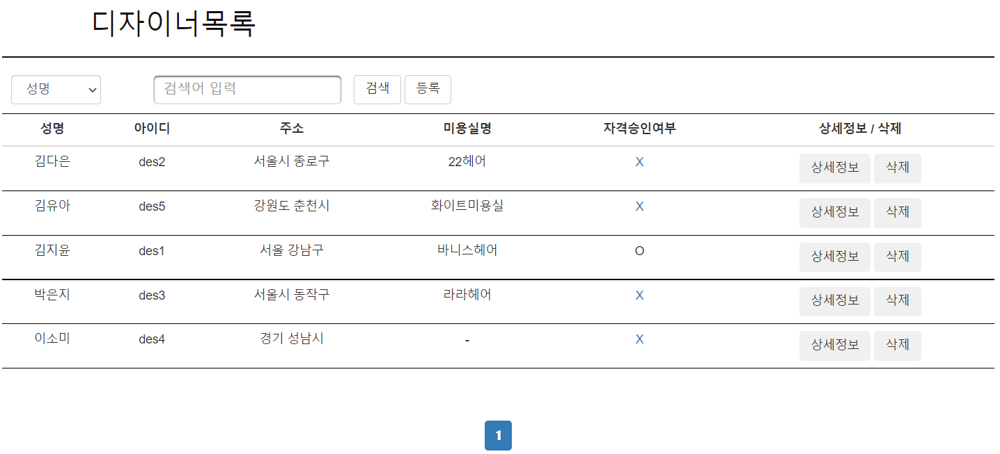 디자이너목록
성명 검색어 입력 검색 등록
성명 아이디 주소 미용실명 자격승인여부 상세정보 / 삭제
김다은 des2 서울시 종로구 22헤어 X 상세정보 삭제
김유아 des5 강원도 춘천시 화이트미용실 X 상세정보 삭제
김지윤 des1 서울 강남구 바니스헤어 O 상세정보 삭제
박은지 des3 서울시 동작구 라라헤어 X 상세정보 삭제
이소미 des4 경기 성남시 - X 상세정보 삭제
1